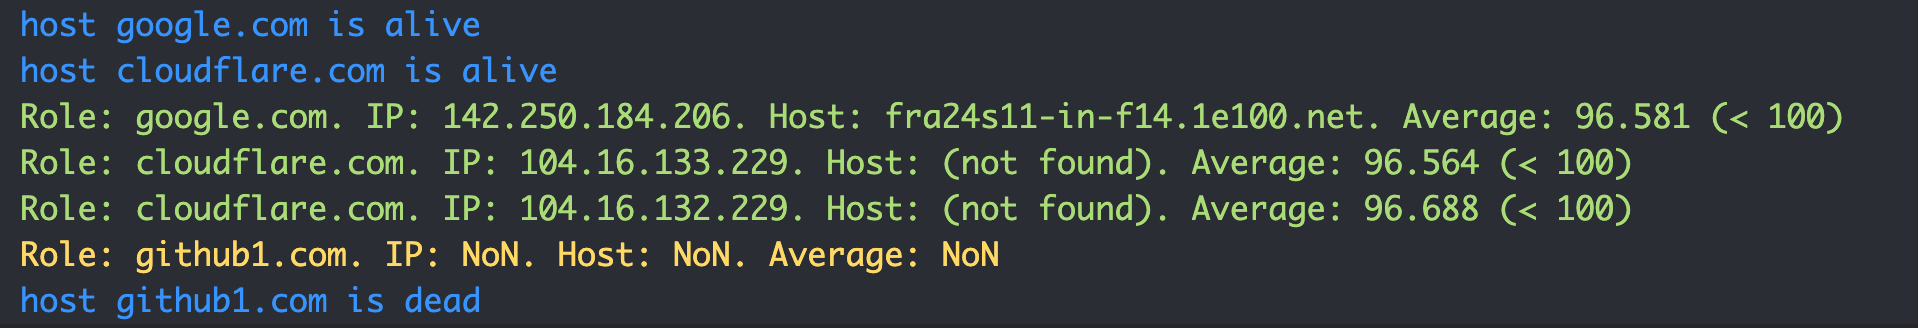 host google.com is alive
host cloudflare.com is alive
Role: google.com. IP: 142.250.184.206. Host: fra24s11-in-f14.1e100.net. Average: 96.581 (< 100)
Role: cloudflare.com. IP: 104.16.133.229. Host: (not found). Average: 96.564 (< 100)
Role: cloudflare.com. IP: 104.16.132.229. Host: (not found). Average: 96.688 (< 100)
Role: github1.com. IP: NoN. Host: NoN. Average: NoN
host github1.com is dead